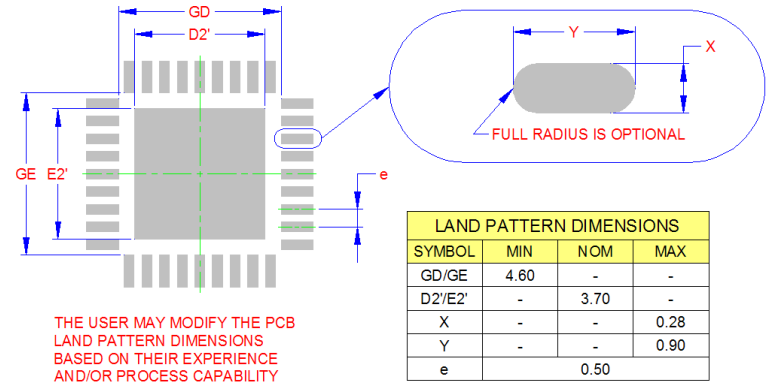 GD
D2'
GE
E2'
e
Y
X
FULL RADIUS IS OPTIONAL
LAND PATTERN DIMENSIONS
SYMBOL MIN NOM MAX
GD/GE 4.60 - -
D2'/E2' - 3.70 -
X - - 0.28
Y - - 0.90
e 0.50
THE USER MAY MODIFY THE PCB
LAND PATTERN DIMENSIONS
BASED ON THEIR EXPERIENCE
AND/OR PROCESS CAPABILITY